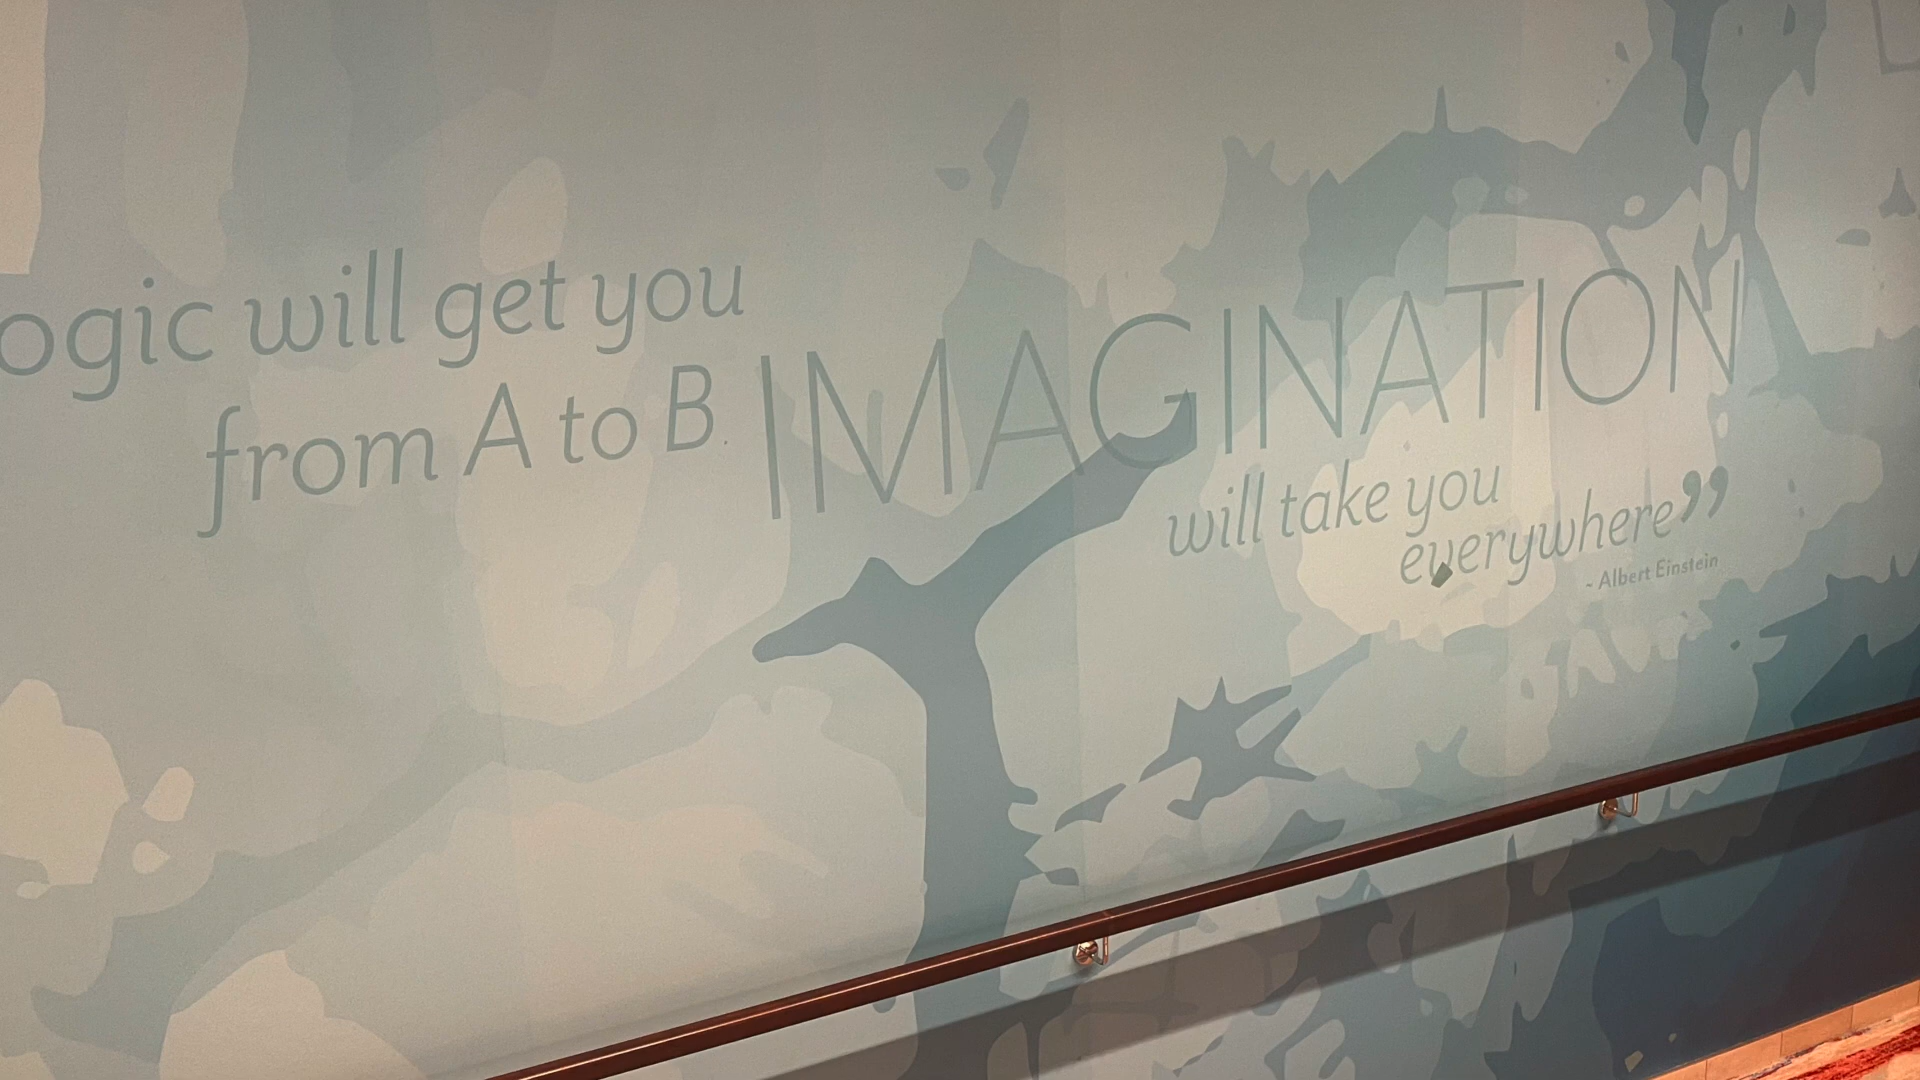 ogic will get you
from A to B.
IMAGINATION
will take you
everywhere”
~ Albert Einstein